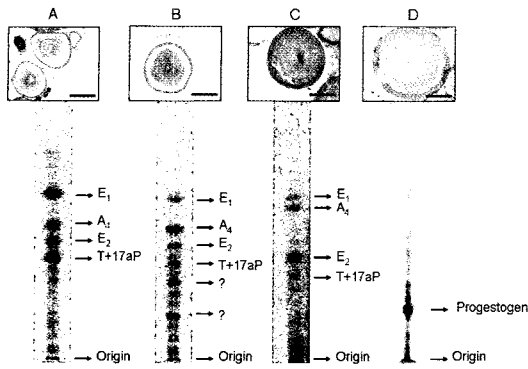 A
B
C
D
E1
A4
E2
T+17aP
Origin
E1
A4
E2
T+17aP
?
?
Origin
E1
A4
E2
T+17aP
Origin
Progestogen
Origin